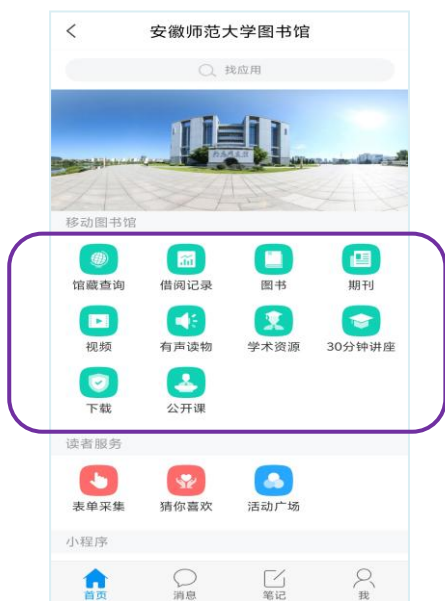 安徽师范大学图书馆
找应用
移动图书馆
馆藏查询 借阅记录 图书 期刊
视频 有声读物 学术资源 30分钟讲座
下载 公开课
读者服务
表单采集 猜你喜欢 活动广场
小程序
首页 消息 笔记 我